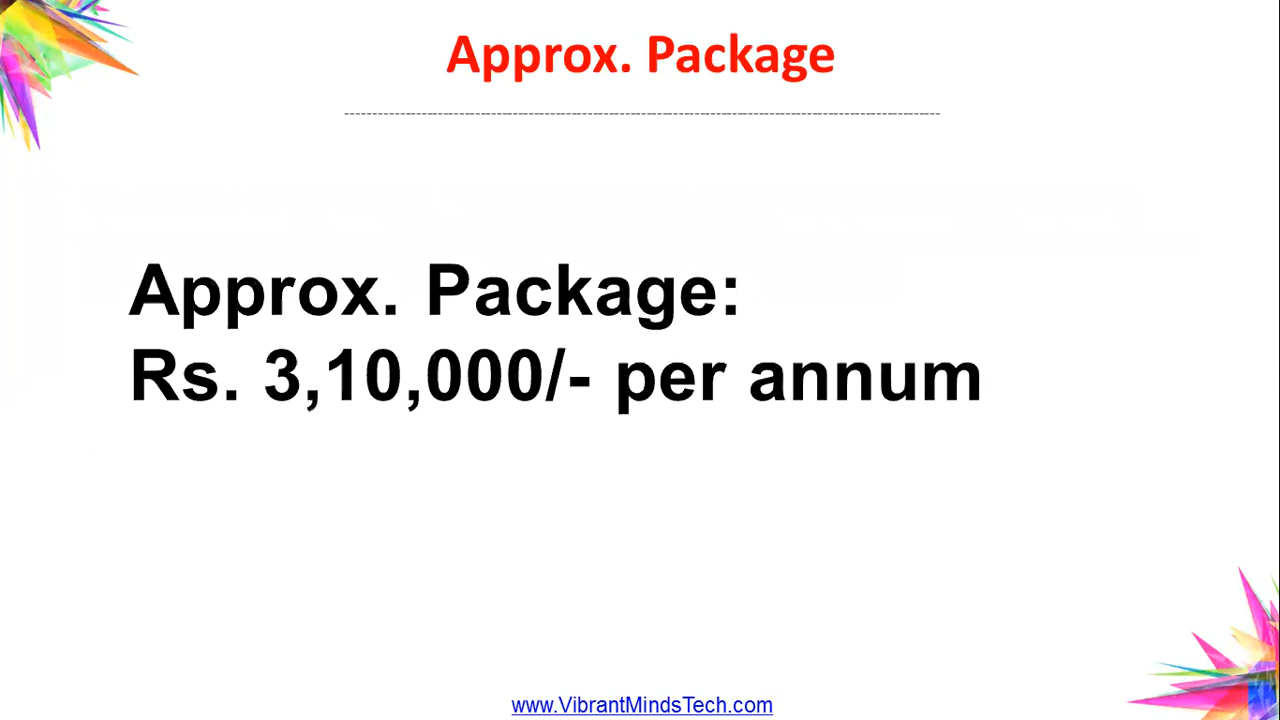 Approx. Package
Approx. Package:
Rs. 3,10,000/- per annum
www.VibrantMindsTech.com